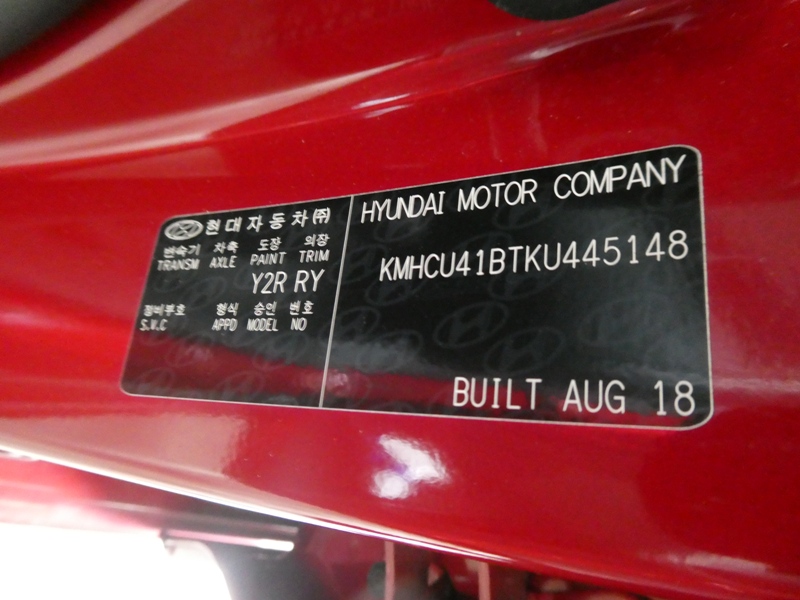 현대자동차㈜
변속기 차축 도장 의장
TRANSM AXLE PAINT TRIM
Y2R RY
정비부호 형식 승인 번호
S.V.C APPD MODEL NO
HYUNDAI MOTOR COMPANY
KMHCU41BTKU445148
BUILT AUG 18